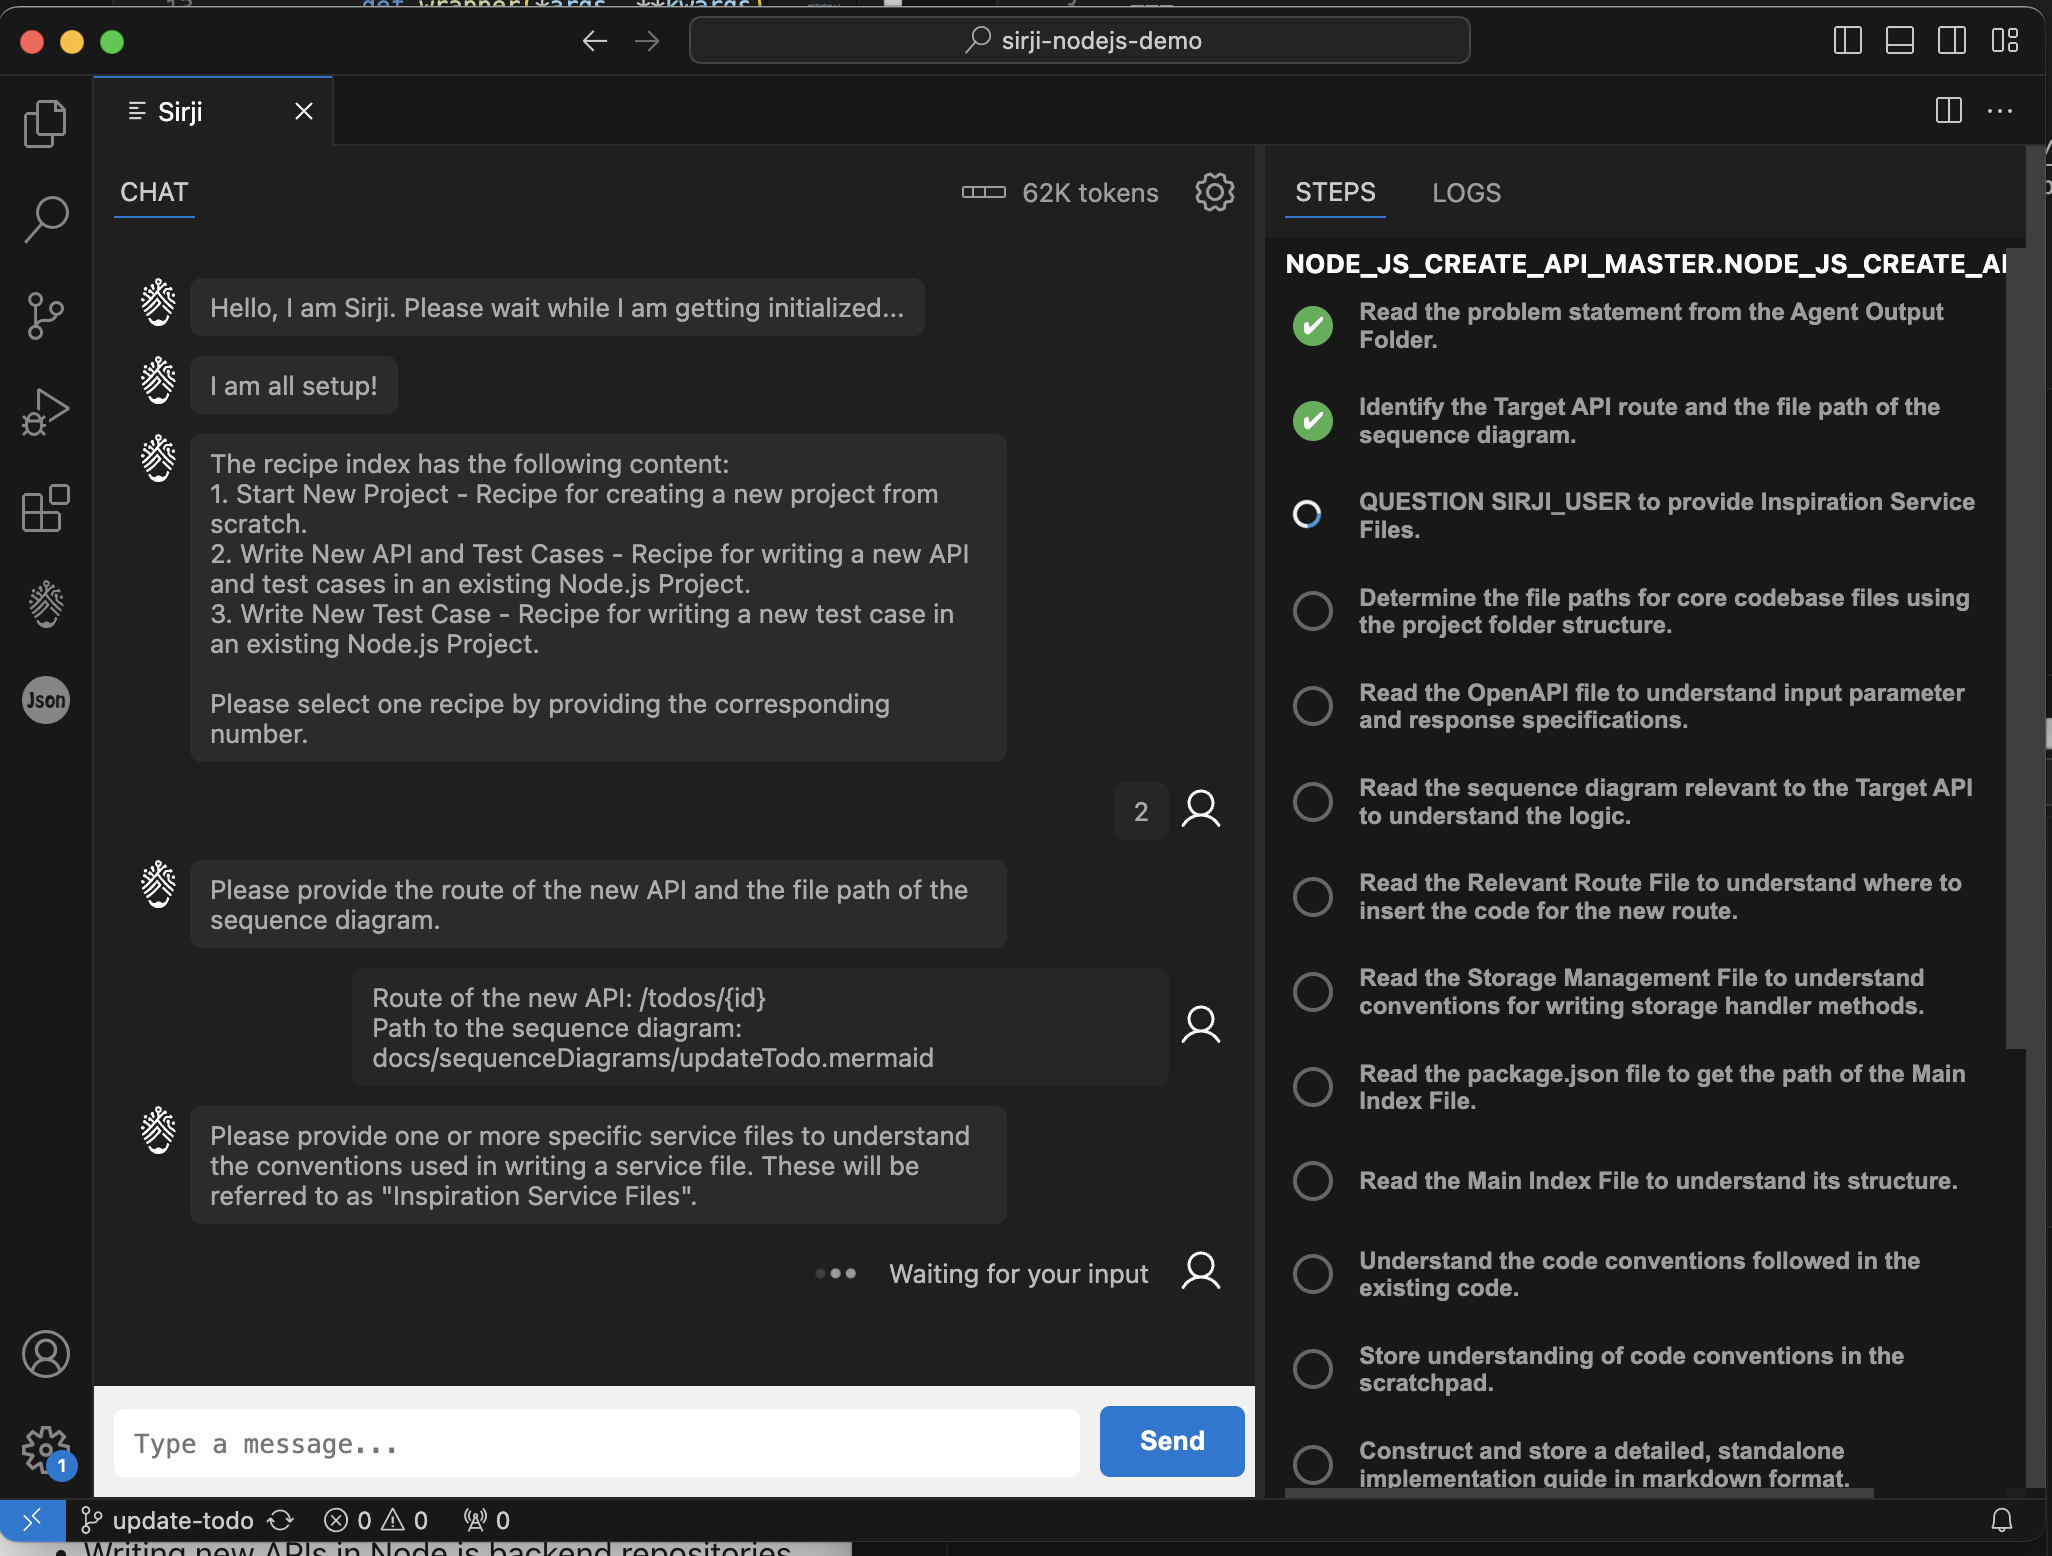 sirji-nodejs-demo
Sirji
CHAT
62K tokens
Hello, I am Sirji. Please wait while I am getting initialized...
I am all setup!
The recipe index has the following content:
1. Start New Project - Recipe for creating a new project from
scratch.
2. Write New API and Test Cases - Recipe for writing a new API
and test cases in an existing Node.js Project.
3. Write New Test Case - Recipe for writing a new test case in
an existing Node.js Project.
Please select one recipe by providing the corresponding
number.
2
Please provide the route of the new API and the file path of the
sequence diagram.
Route of the new API: /todos/{id}
Path to the sequence diagram:
docs/sequenceDiagrams/updateTodo.mermaid
Please provide one or more specific service files to understand
the conventions used in writing a service file. These will be
referred to as "Inspiration Service Files".
Waiting for your input
Type a message...
Send
STEPS
LOGS
NODE_JS_CREATE_API_MASTER.NODE_JS_CREATE_A
Read the problem statement from the Agent Output
Folder.
Identify the Target API route and the file path of the
sequence diagram.
QUESTION SIRJI_USER to provide Inspiration Service
Files.
Determine the file paths for core codebase files using
the project folder structure.
Read the OpenAPI file to understand input parameter
and response specifications.
Read the sequence diagram relevant to the Target API
to understand the logic.
Read the Relevant Route File to understand where to
insert the code for the new route.
Read the Storage Management File to understand
conventions for writing storage handler methods.
Read the package.json file to get the path of the Main
Index File.
Read the Main Index File to understand its structure.
Understand the code conventions followed in the
existing code.
Store understanding of code conventions in the
scratchpad.
Construct and store a detailed, standalone
implementation guide in markdown format.
Json
1
update-todo
0
0
0
Writing new APIs in Node.js backend repositories